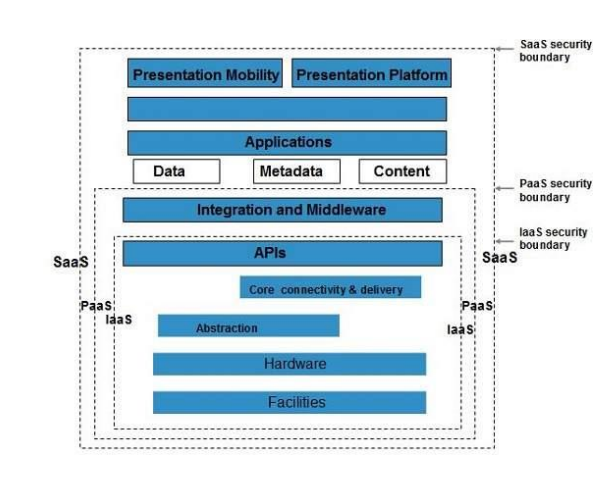 SaaS security
boundary
Presentation Mobility
Presentation Platform
Applications
Data
Metadata
Content
PaaS security
boundary
Integration and Middleware
IaaS security
boundary
APIs
SaaS
SaaS
Core connectivity & delivery
PaaS
PaaS
IaaS
IaaS
Abstraction
Hardware
Facilities